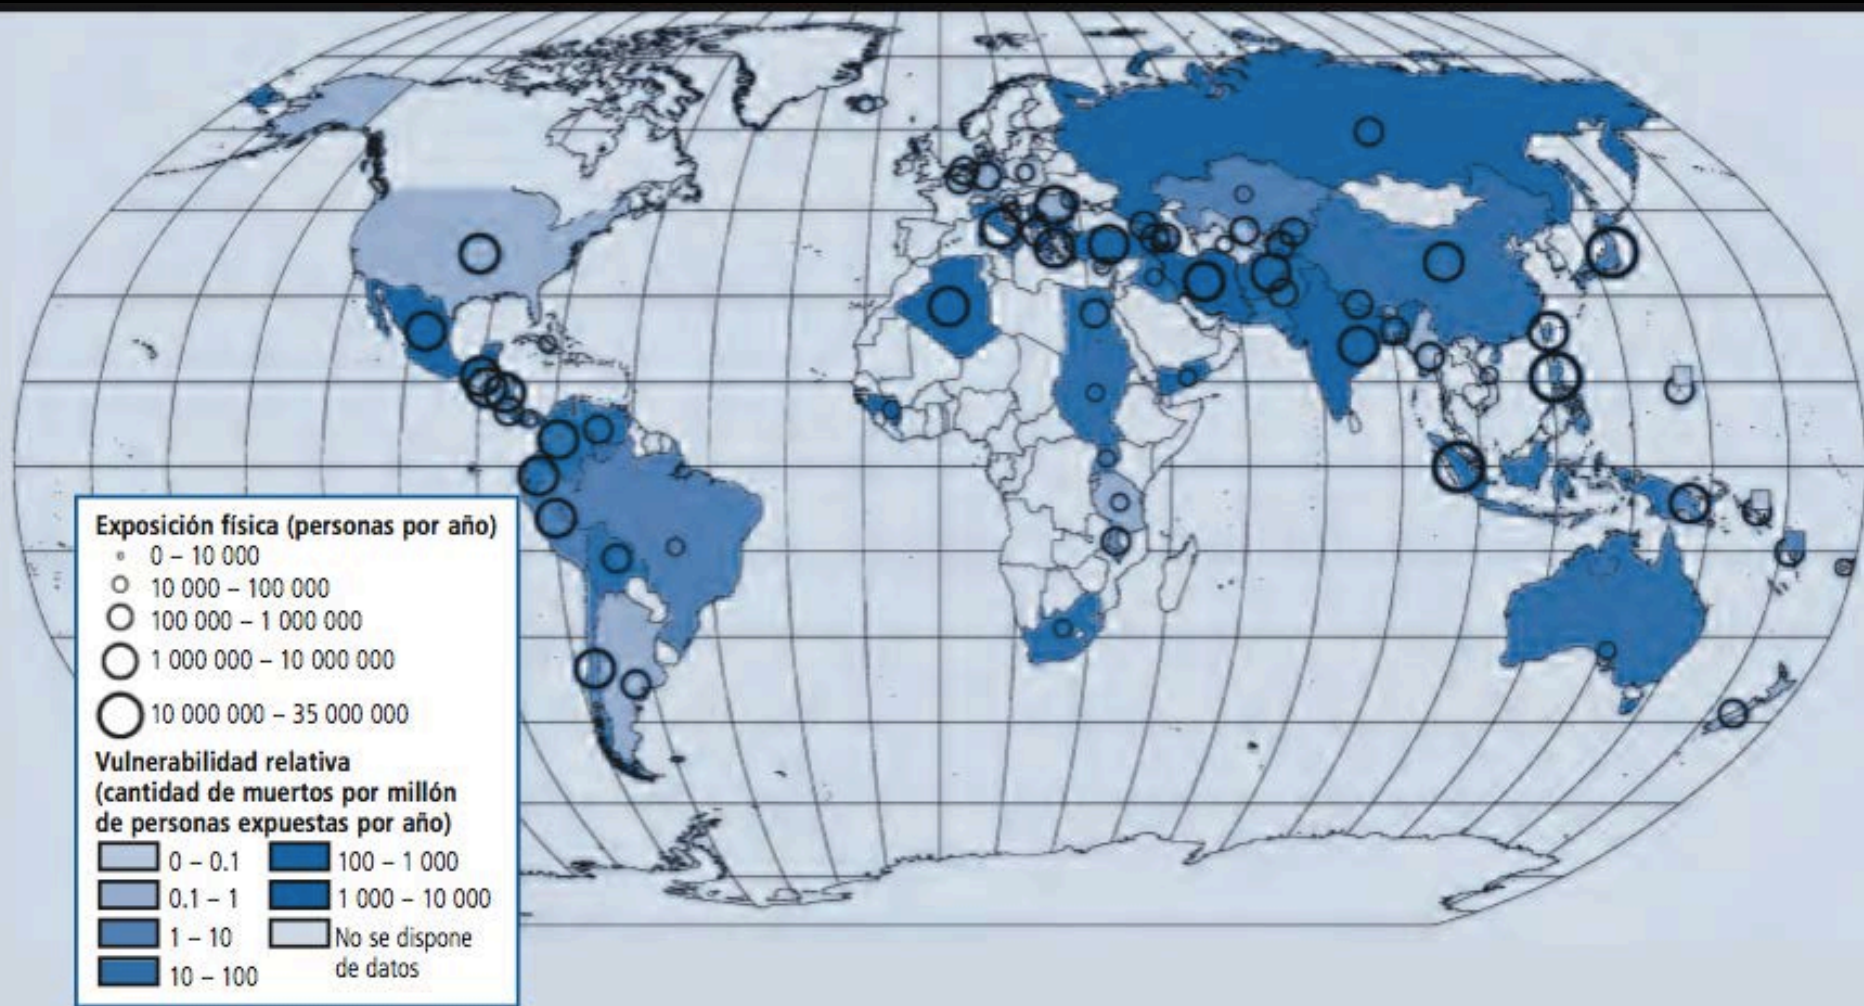 Exposición física (personas por año)
0 – 10 000
10 000 – 100 000
100 000 – 1 000 000
1 000 000 – 10 000 000
10 000 000 – 35 000 000
Vulnerabilidad relativa
(cantidad de muertos por millón
de personas expuestas por año)
0 – 0.1
0.1 – 1
1 – 10
10 – 100
100 – 1 000
1 000 – 10 000
No se dispone
de datos